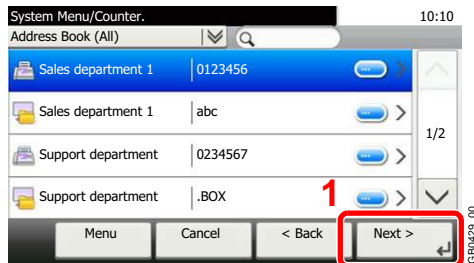 System Menu/Counter. 10:10
Address Book (All)
Sales department 1 0123456
Sales department 1 abc
1/2
Support department 0234567
Support department .BOX 1
Menu Cancel < Back Next >
GB0429_00